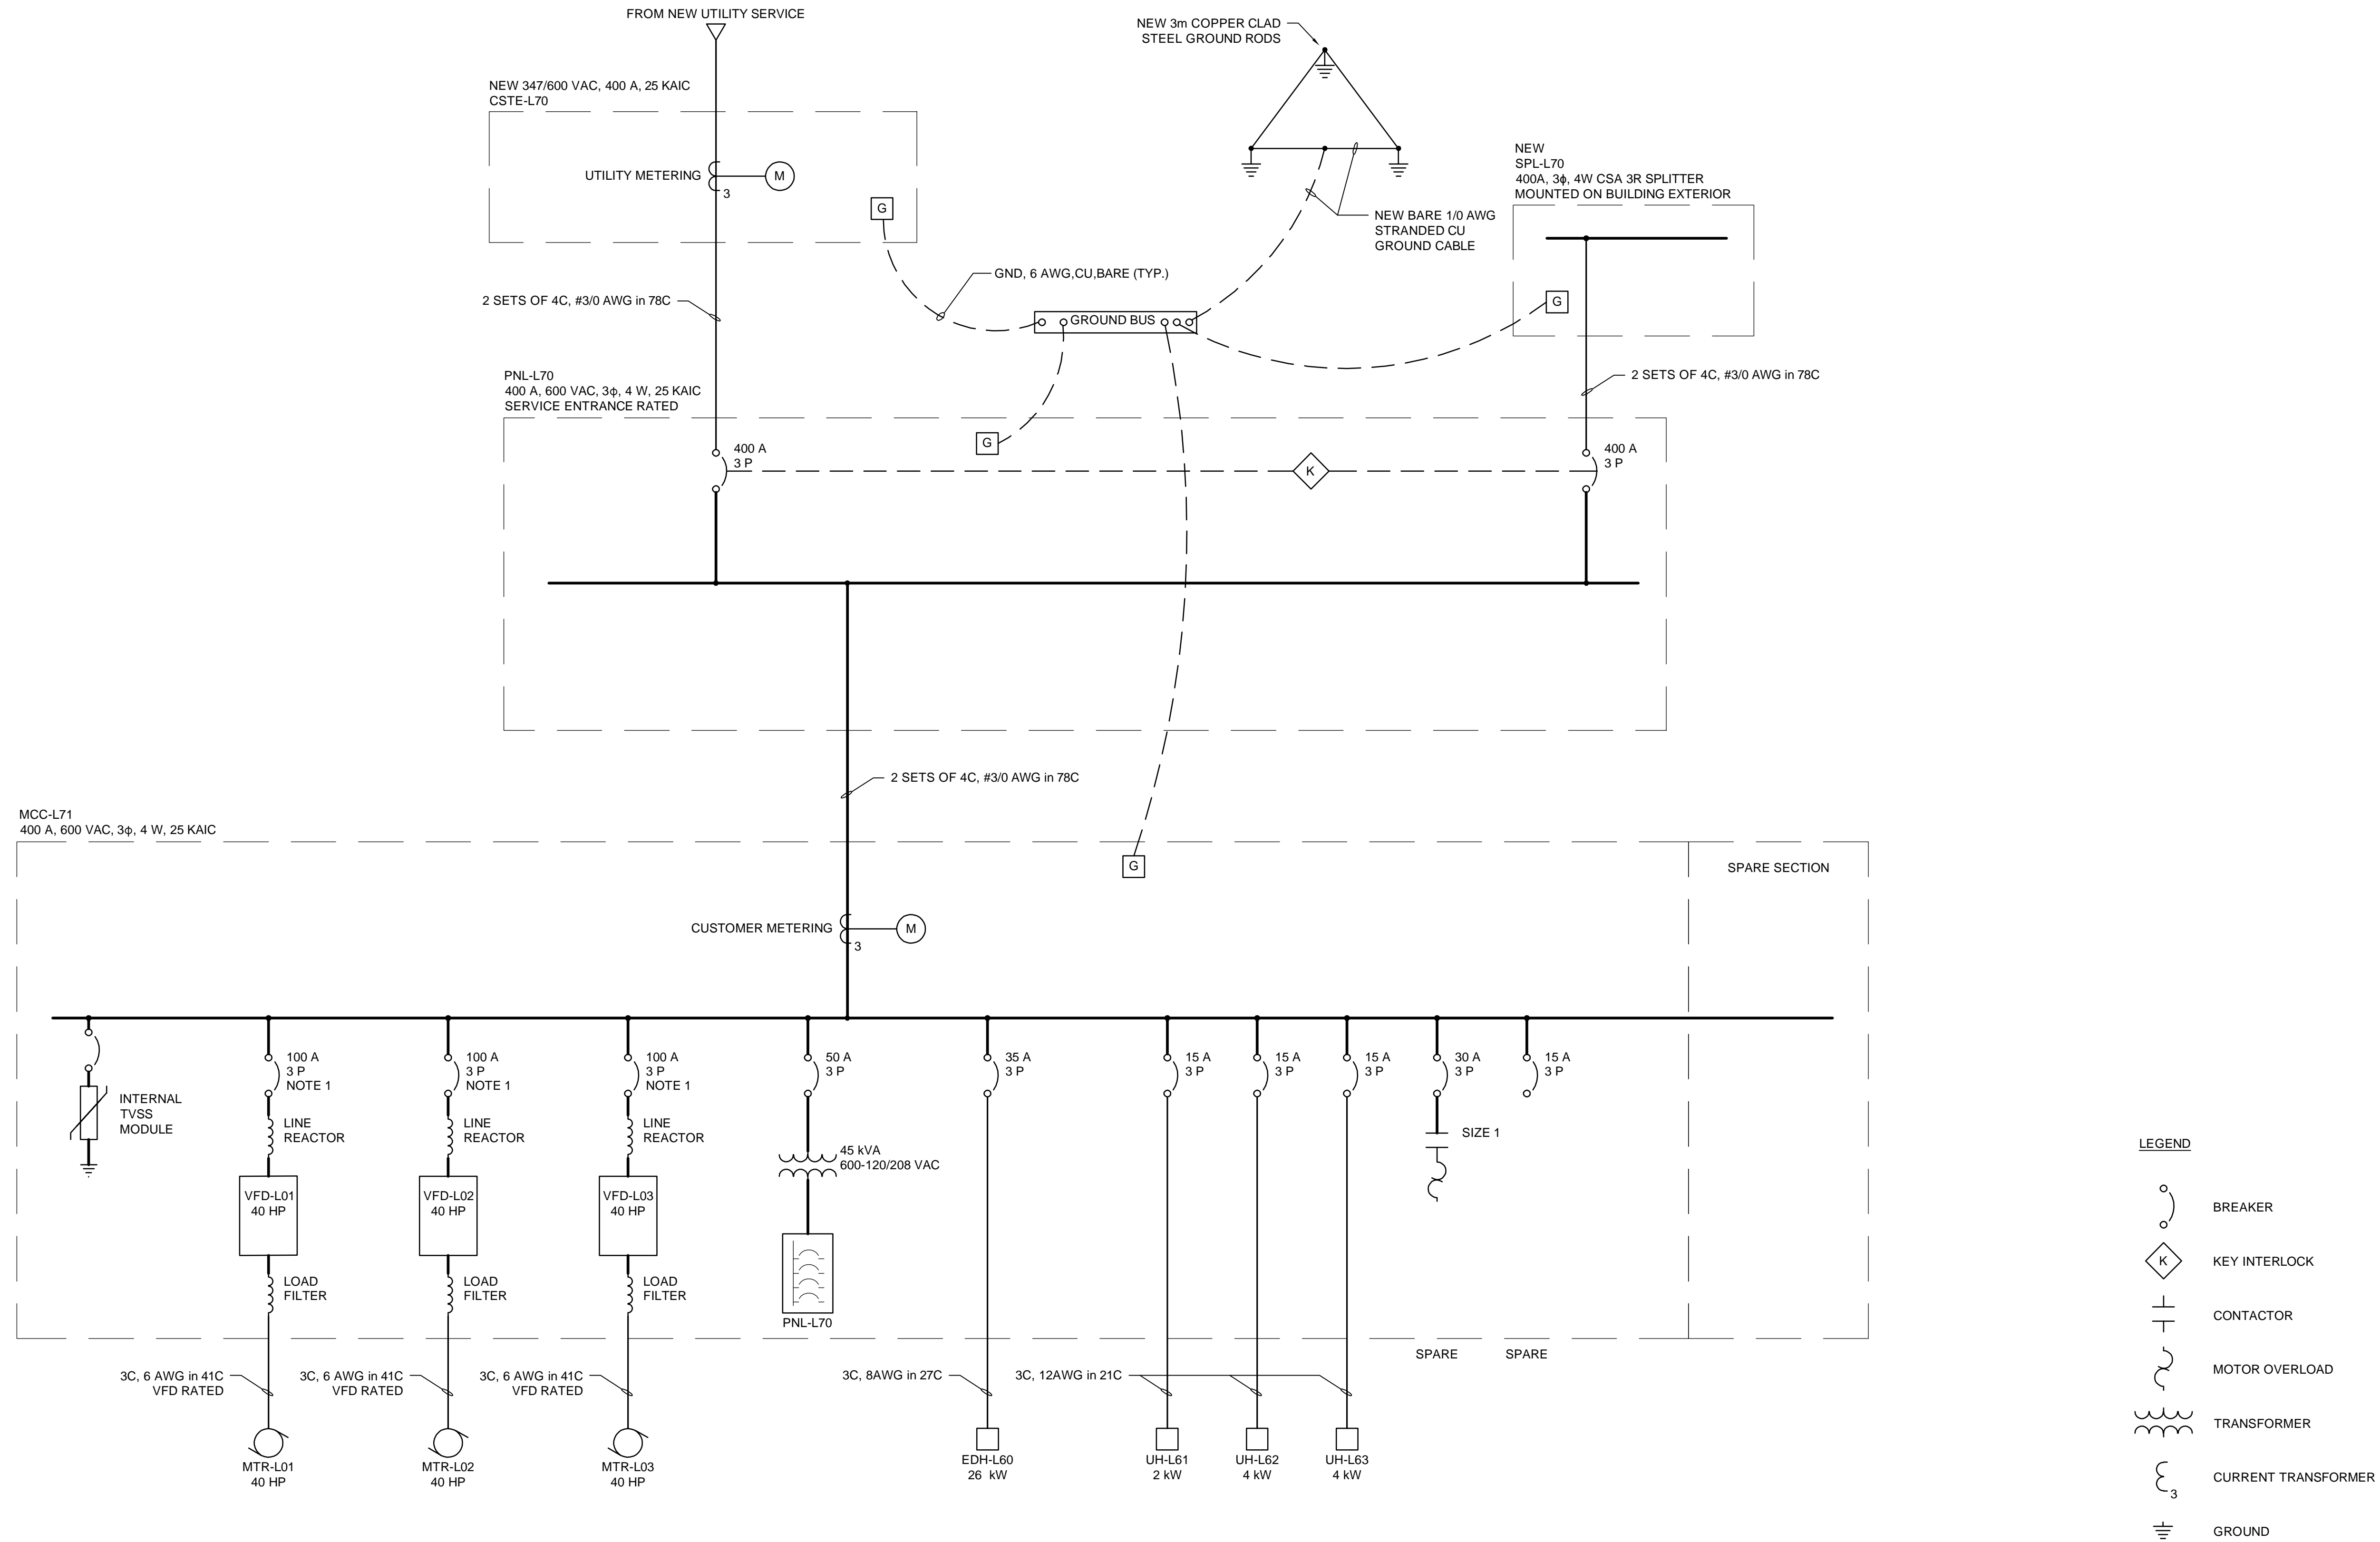 FROM NEW UTILITY SERVICE
NEW 3m COPPER CLAD
STEEL GROUND RODS
NEW 347/600 VAC, 400 A, 25 KAIC
CSTE-L70
UTILITY METERING
M
3
G
NEW
SPL-L70
400A, 3ϕ, 4W CSA 3R SPLITTER
MOUNTED ON BUILDING EXTERIOR
NEW BARE 1/0 AWG
STRANDED CU
GROUND CABLE
GND, 6 AWG,CU,BARE (TYP.)
2 SETS OF 4C, #3/0 AWG in 78C
GROUND BUS
G
2 SETS OF 4C, #3/0 AWG in 78C
PNL-L70
400 A, 600 VAC, 3ϕ, 4 W, 25 KAIC
SERVICE ENTRANCE RATED
G
400 A
3 P
K
400 A
3 P
2 SETS OF 4C, #3/0 AWG in 78C
MCC-L71
400 A, 600 VAC, 3ϕ, 4 W, 25 KAIC
G
SPARE SECTION
CUSTOMER METERING
M
3
INTERNAL
TVSS
MODULE
100 A
3 P
NOTE 1
LINE
REACTOR
VFD-L01
40 HP
LOAD
FILTER
100 A
3 P
NOTE 1
LINE
REACTOR
VFD-L02
40 HP
LOAD
FILTER
100 A
3 P
NOTE 1
LINE
REACTOR
VFD-L03
40 HP
LOAD
FILTER
50 A
3 P
45 kVA
600-120/208 VAC
PNL-L70
35 A
3 P
15 A
3 P
15 A
3 P
15 A
3 P
30 A
3 P
SIZE 1
15 A
3 P
SPARE
SPARE
3C, 6 AWG in 41C
VFD RATED
3C, 6 AWG in 41C
VFD RATED
3C, 6 AWG in 41C
VFD RATED
3C, 8AWG in 27C
3C, 12AWG in 21C
MTR-L01
40 HP
MTR-L02
40 HP
MTR-L03
40 HP
EDH-L60
26 kW
UH-L61
2 kW
UH-L62
4 kW
UH-L63
4 kW
LEGEND
BREAKER
K
KEY INTERLOCK
CONTACTOR
MOTOR OVERLOAD
TRANSFORMER
3
CURRENT TRANSFORMER
GROUND